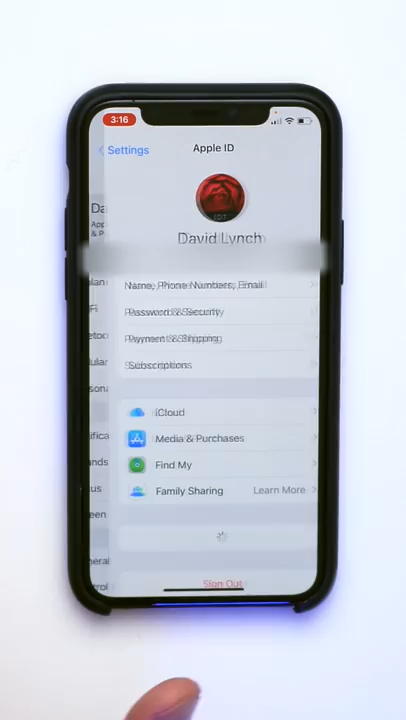 3:16
Settings
Apple ID
EDIT
David Lynch
Name, Phone Numbers, Email
Password & Security
Payment & Shipping
Subscriptions
iCloud
Media & Purchases
Find My
Family Sharing
Learn More
Sign Out